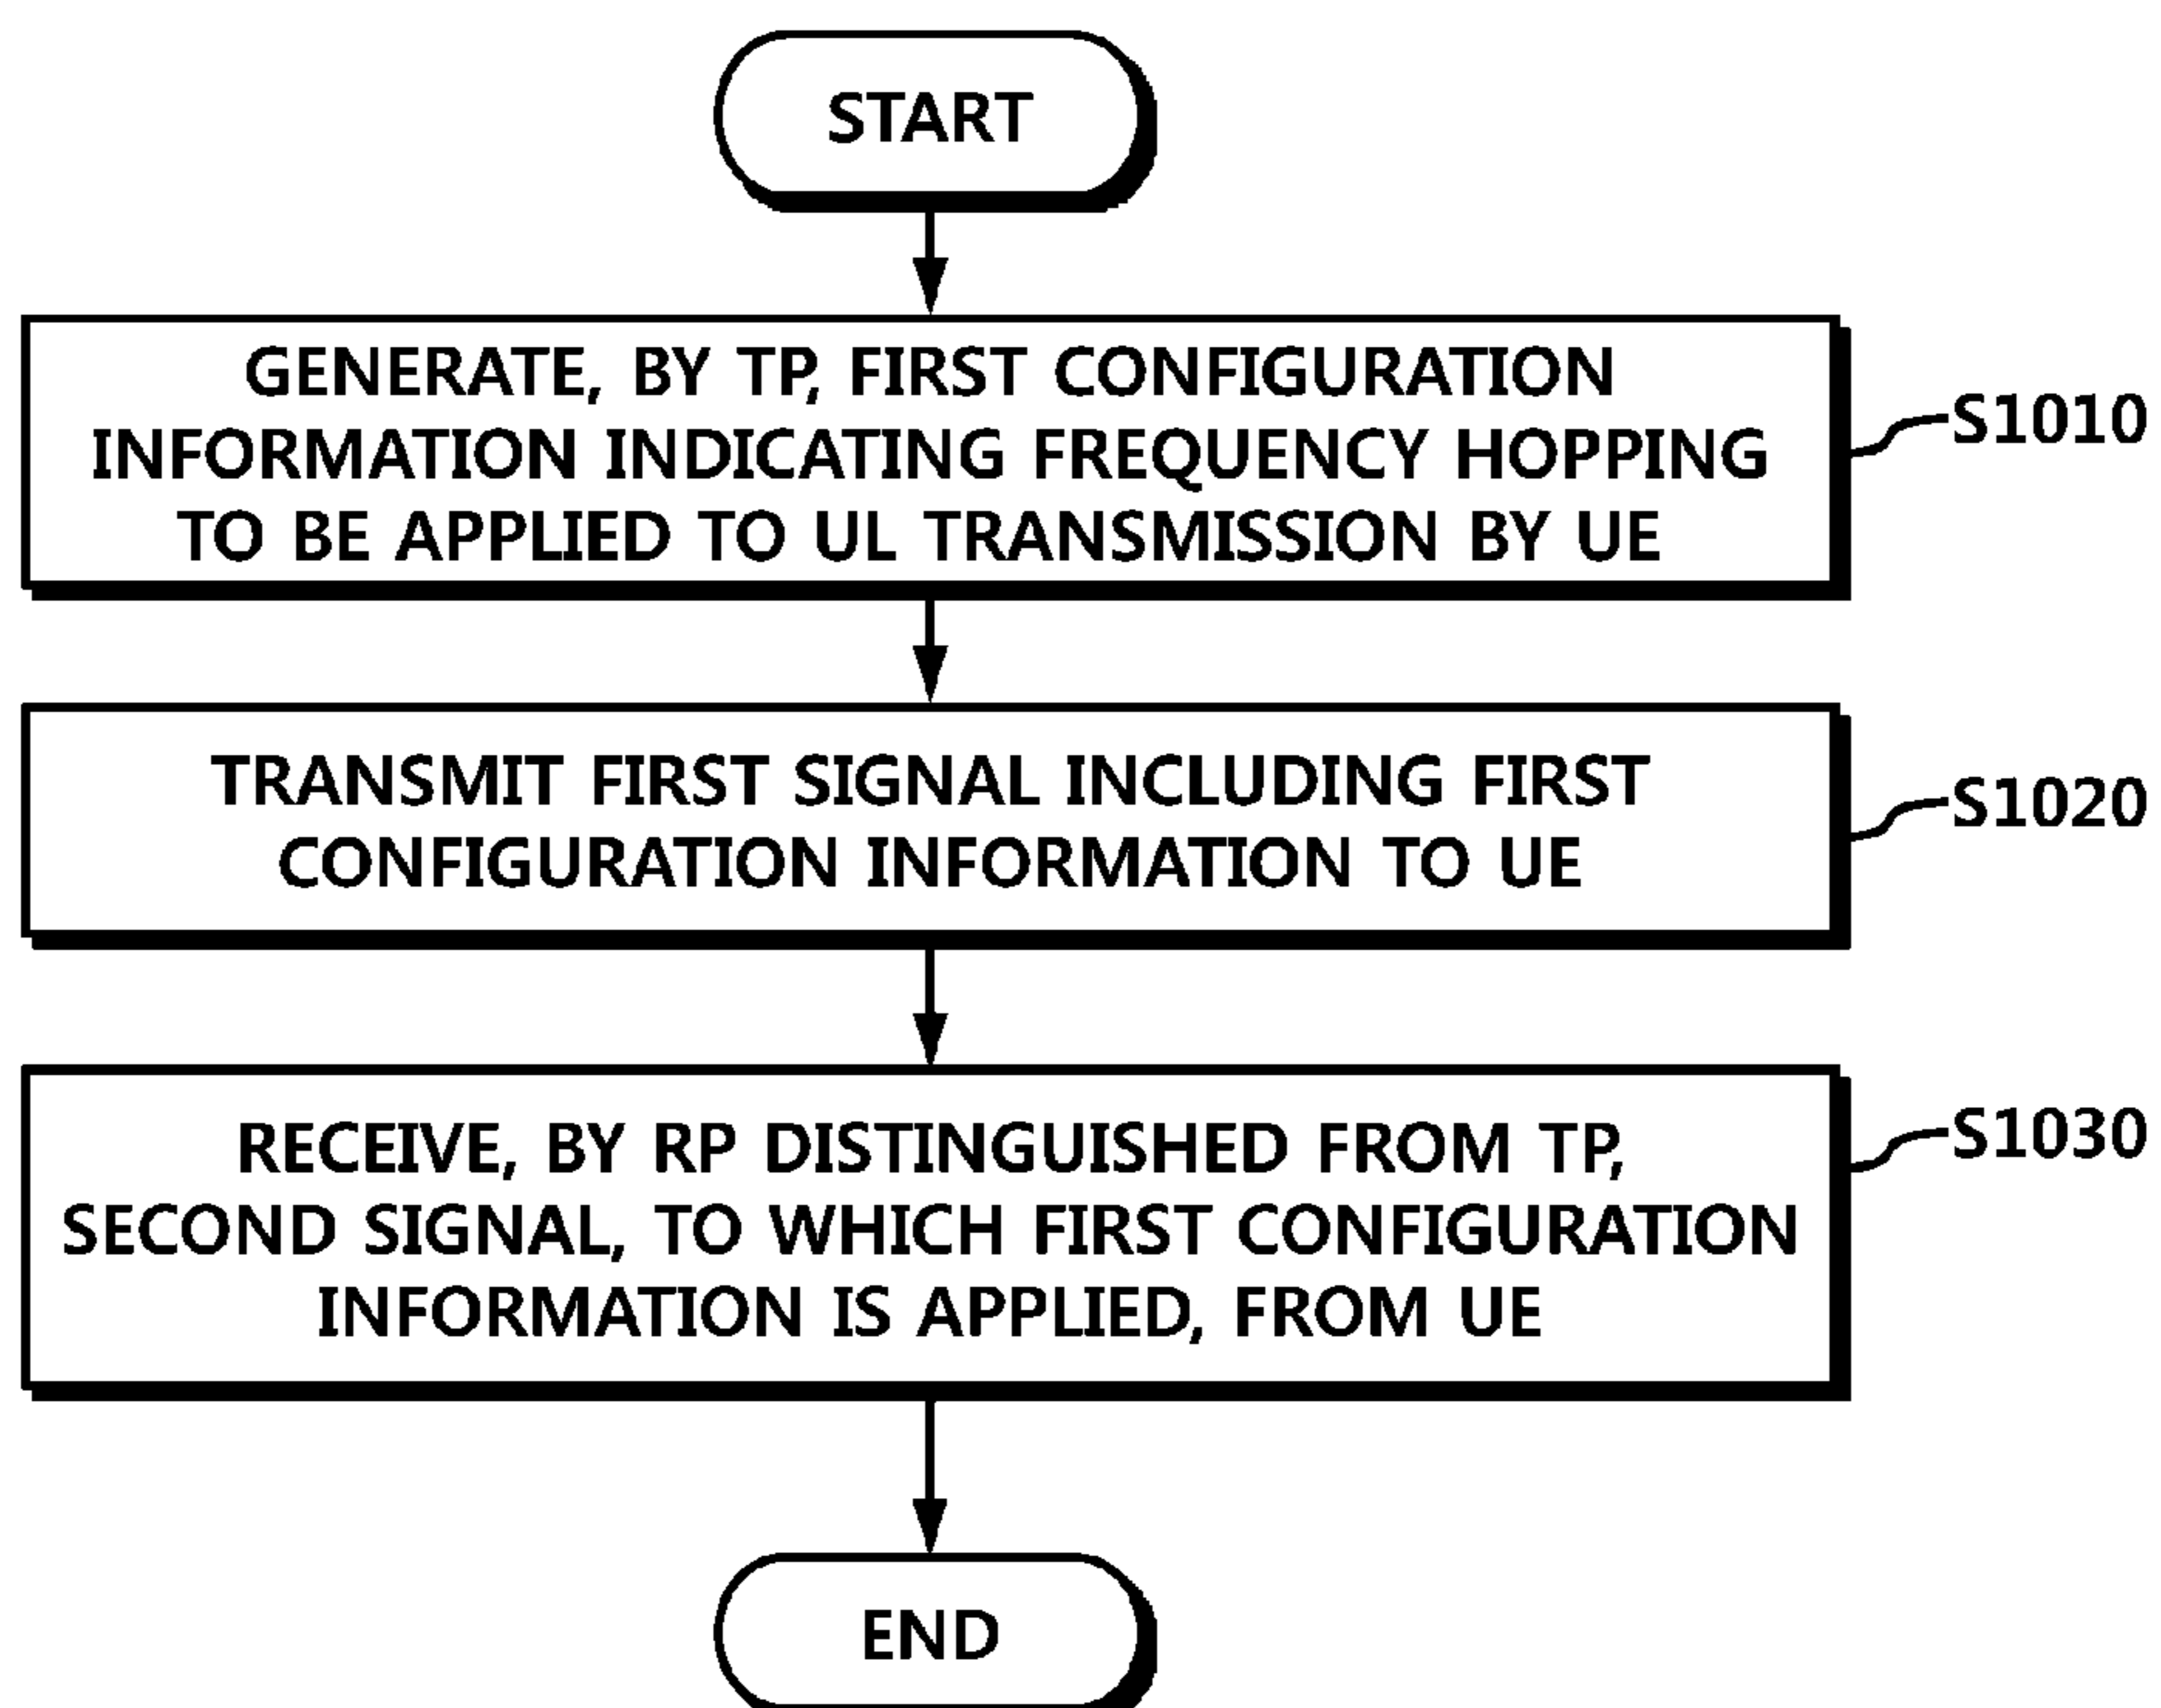 START
GENERATE, BY TP, FIRST CONFIGURATION
INFORMATION INDICATING FREQUENCY HOPPING
TO BE APPLIED TO UL TRANSMISSION BY UE
S1010
TRANSMIT FIRST SIGNAL INCLUDING FIRST
CONFIGURATION INFORMATION TO UE
S1020
RECEIVE, BY RP DISTINGUISHED FROM TP,
SECOND SIGNAL, TO WHICH FIRST CONFIGURATION
INFORMATION IS APPLIED, FROM UE
S1030
END